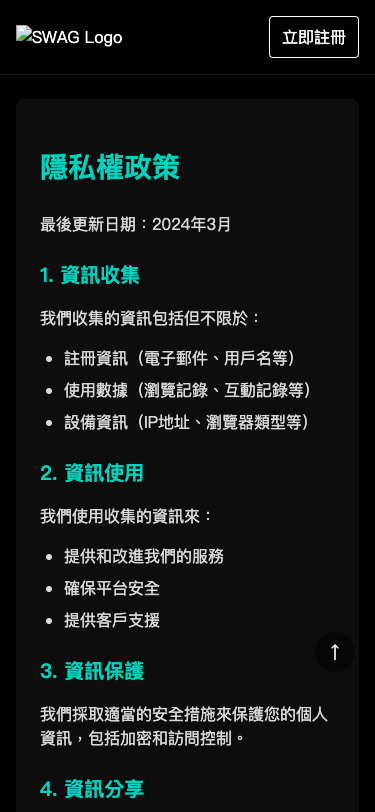 SWAG Logo
立即註冊
隱私權政策
最後更新日期：2024年3月
1. 資訊收集
我們收集的資訊包括但不限於：
• 註冊資訊（電子郵件、用戶名等）
• 使用數據（瀏覽記錄、互動記錄等）
• 設備資訊（IP地址、瀏覽器類型等）
2. 資訊使用
我們使用收集的資訊來：
• 提供和改進我們的服務
• 確保平台安全
• 提供客戶支援
↑
3. 資訊保護
我們採取適當的安全措施來保護您的個人
資訊，包括加密和訪問控制。
4. 資訊分享